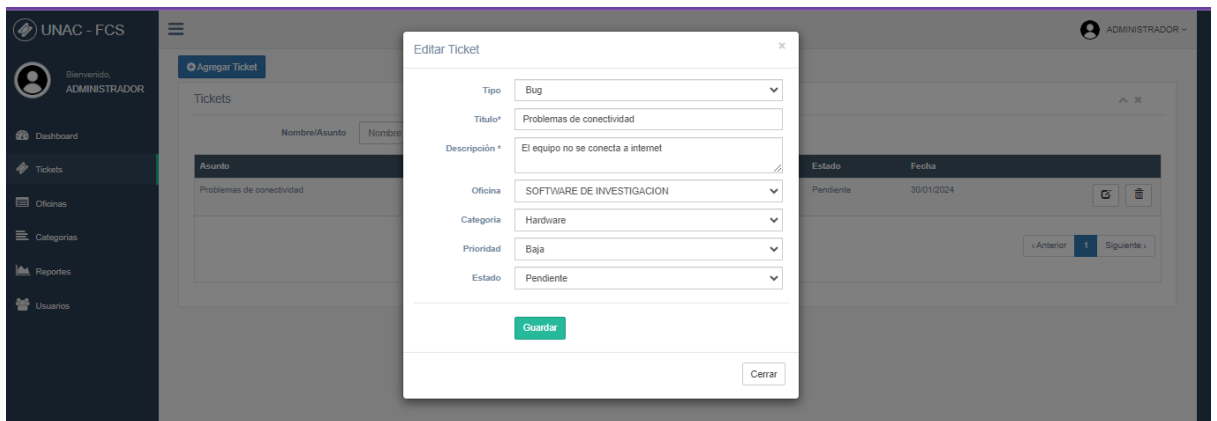 UNAC - FCS
ADMINISTRADOR
Bienvenido,
ADMINISTRADOR
Dashboard
Tickets
Oficinas
Categorias
Reportes
Usuarios
Agregar Ticket
Tickets
Nombre/Asunto Nombre
Asunto Estado Fecha
Problemas de conectividad Pendiente 30/01/2024
‹ Anterior 1 Siguiente ›
Editar Ticket ×
Tipo Bug
Titulo* Problemas de conectividad
Descripción * El equipo no se conecta a internet
Oficina SOFTWARE DE INVESTIGACION
Categoria Hardware
Prioridad Baja
Estado Pendiente
Guardar
Cerrar